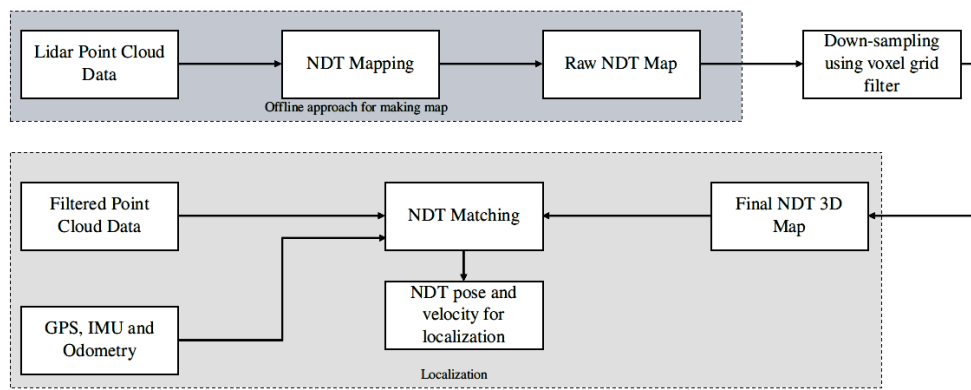 Lidar Point Cloud
Data
NDT Mapping
Raw NDT Map
Down-sampling
using voxel grid
filter
Offline approach for making map
Filtered Point
Cloud Data
NDT Matching
Final NDT 3D
Map
NDT pose and
velocity for
localization
GPS, IMU and
Odometry
Localization